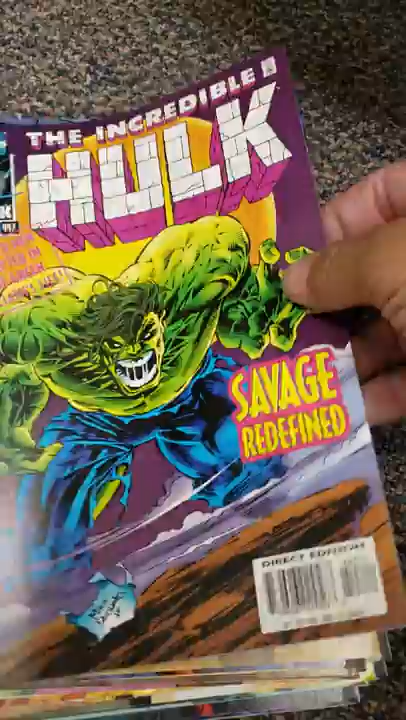 THE INCREDIBLE
HULK
SAVAGE
REDEFINED
DIRECT EDITION